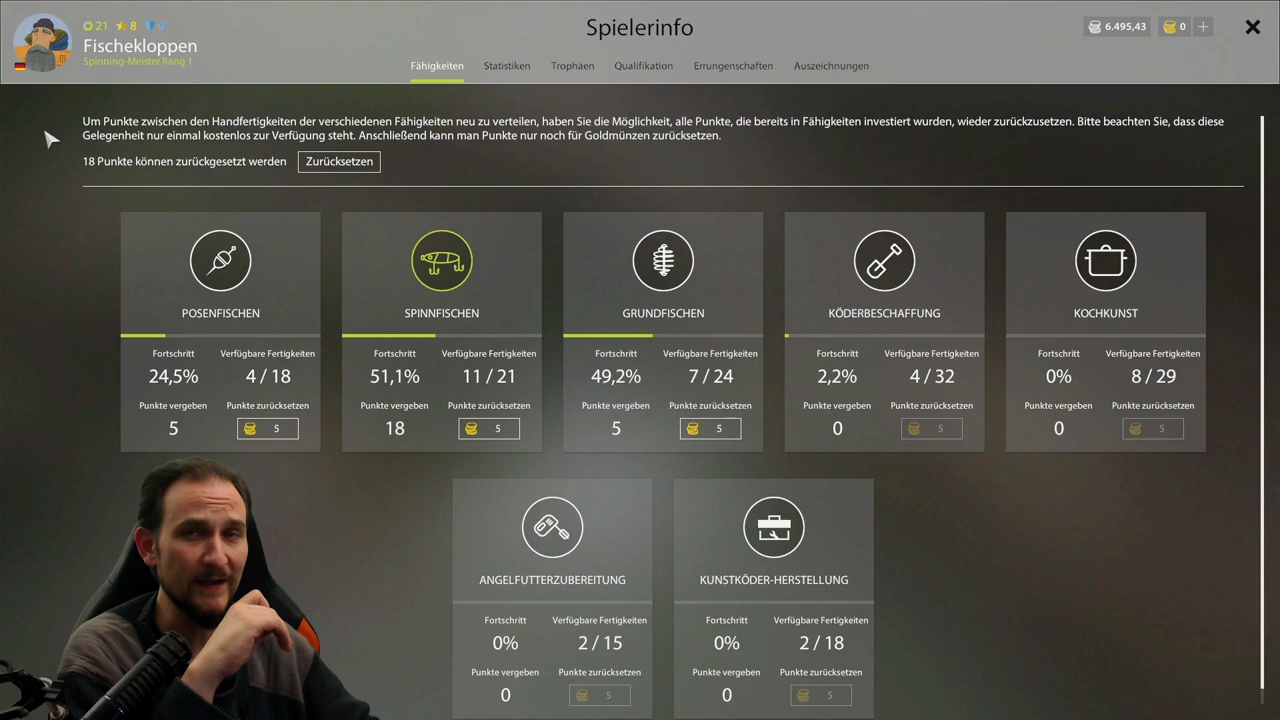 21 8 0
Fischekloppen
Spinning-Meister Rang 1
Spielerinfo
6.495,43 0
Fähigkeiten Statistiken Trophäen Qualifikation Errungenschaften Auszeichnungen
Um Punkte zwischen den Handfertigkeiten der verschiedenen Fähigkeiten neu zu verteilen, haben Sie die Möglichkeit, alle Punkte, die bereits in Fähigkeiten investiert wurden, wieder zurückzusetzen. Bitte beachten Sie, dass diese
Gelegenheit nur einmal kostenlos zur Verfügung steht. Anschließend kann man Punkte nur noch für Goldmünzen zurücksetzen.
18 Punkte können zurückgesetzt werden Zurücksetzen
POSENFISCHEN
Fortschritt Verfügbare Fertigkeiten
24,5% 4 / 18
Punkte vergeben Punkte zurücksetzen
5 5
SPINNFISCHEN
Fortschritt Verfügbare Fertigkeiten
51,1% 11 / 21
Punkte vergeben Punkte zurücksetzen
18 5
GRUNDFISCHEN
Fortschritt Verfügbare Fertigkeiten
49,2% 7 / 24
Punkte vergeben Punkte zurücksetzen
5 5
KÖDERBESCHAFFUNG
Fortschritt Verfügbare Fertigkeiten
2,2% 4 / 32
Punkte vergeben Punkte zurücksetzen
0 5
KOCHKUNST
Fortschritt Verfügbare Fertigkeiten
0% 8 / 29
Punkte vergeben Punkte zurücksetzen
0 5
ANGELFUTTERZUBEREITUNG
Fortschritt Verfügbare Fertigkeiten
0% 2 / 15
Punkte vergeben Punkte zurücksetzen
0 5
KUNSTKÖDER-HERSTELLUNG
Fortschritt Verfügbare Fertigkeiten
0% 2 / 18
Punkte vergeben Punkte zurücksetzen
0 5